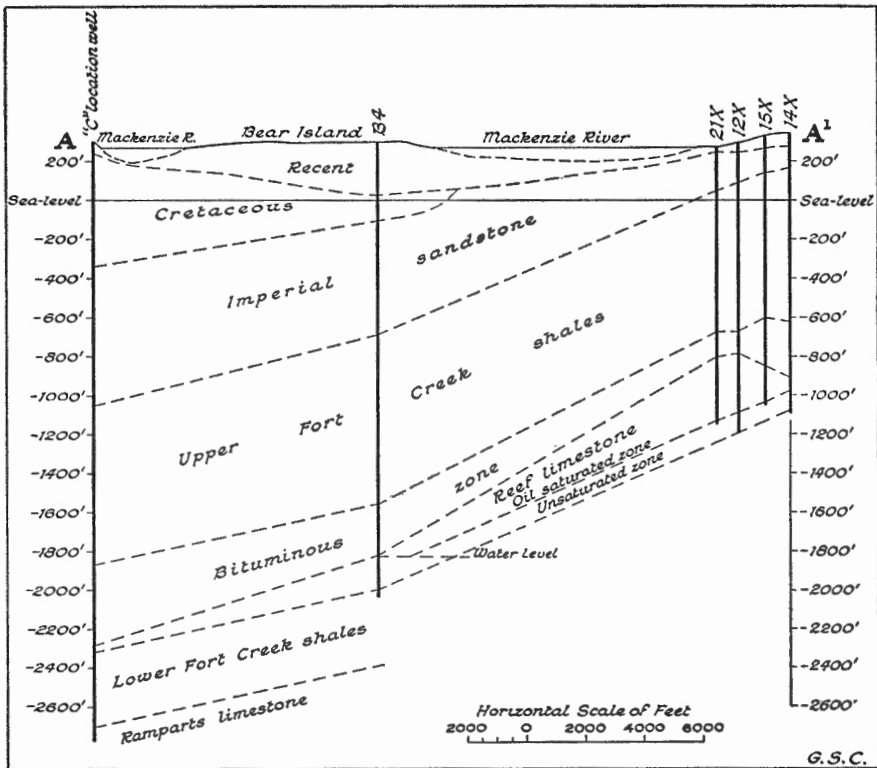 "C" location well
B4
21X
12X
15X
14X
A
Mackenzie R.
Bear Island
Mackenzie River
A¹
200'
Recent
200'
Sea-level
Cretaceous
Sea-level
-200'
sandstone
-200'
-400'
Imperial
-400'
-600'
shales
-600'
-800'
-800'
-1000'
Creek
-1000'
-1200'
Fort
-1200'
Upper
-1400'
zone
Reef limestone
-1400'
Oil saturated zone
-1600'
Unsaturated zone
-1600'
-1800'
Bituminous
Water level
-1800'
-2000'
-2000'
-2200'
-2200'
-2400'
Lower Fort Creek shales
-2400'
-2600'
Ramparts limestone
-2600'
Horizontal Scale of Feet
2000 0 2000 4000 6000
G.S.C.